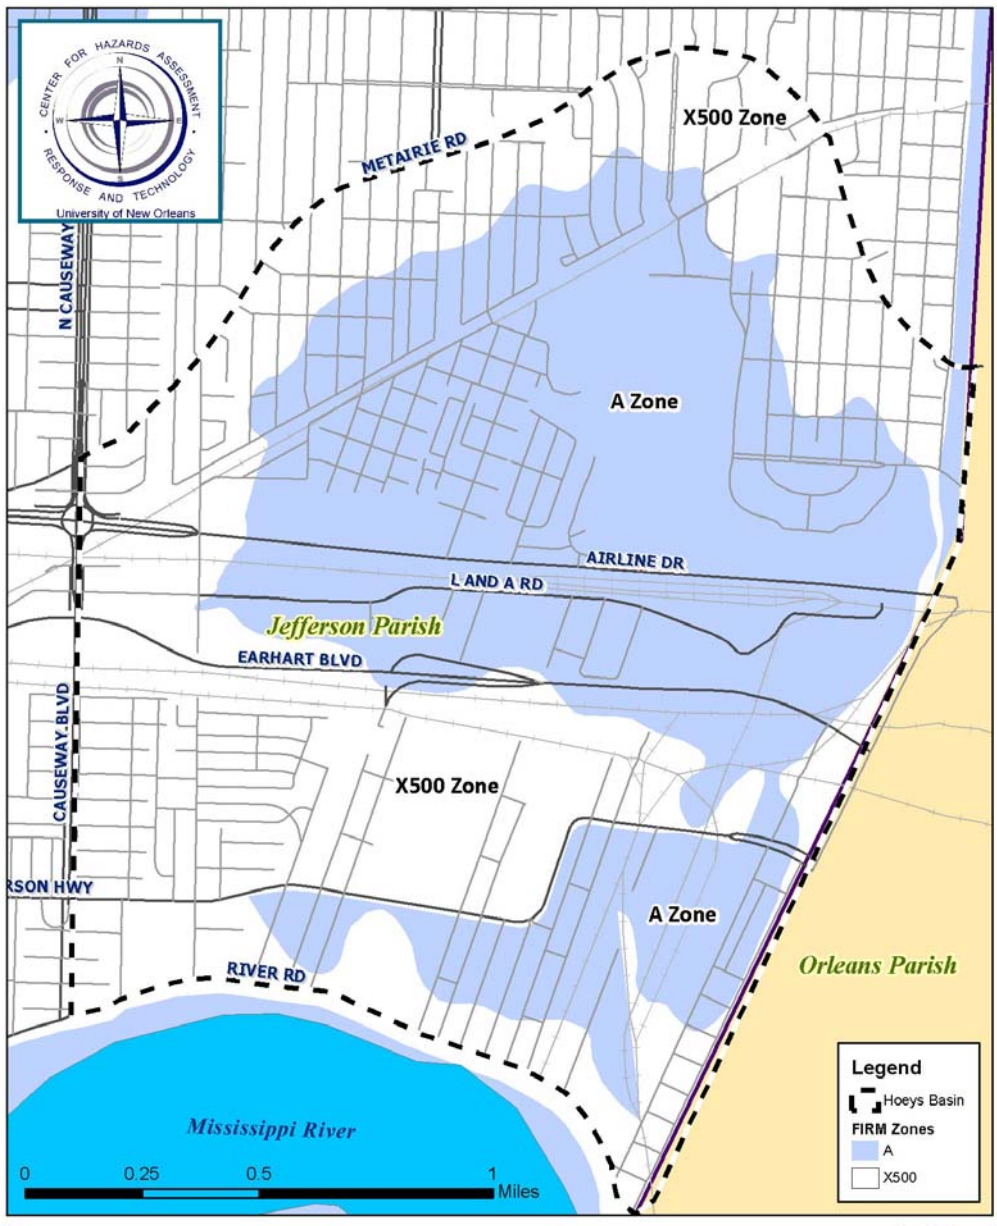 CENTER FOR HAZARDS ASSESSMENT
RESPONSE AND TECHNOLOGY
N
W
E
S
University of New Orleans
X500 Zone
METAIRIE RD
N CAUSEWAY
A Zone
AIRLINE DR
L AND A RD
Jefferson Parish
EARHART BLVD
CAUSEWAY BLVD
X500 Zone
RSON HWY
A Zone
RIVER RD
Orleans Parish
Mississippi River
0 0.25 0.5 1
Miles
Legend
Hoeys Basin
FIRM Zones
A
X500